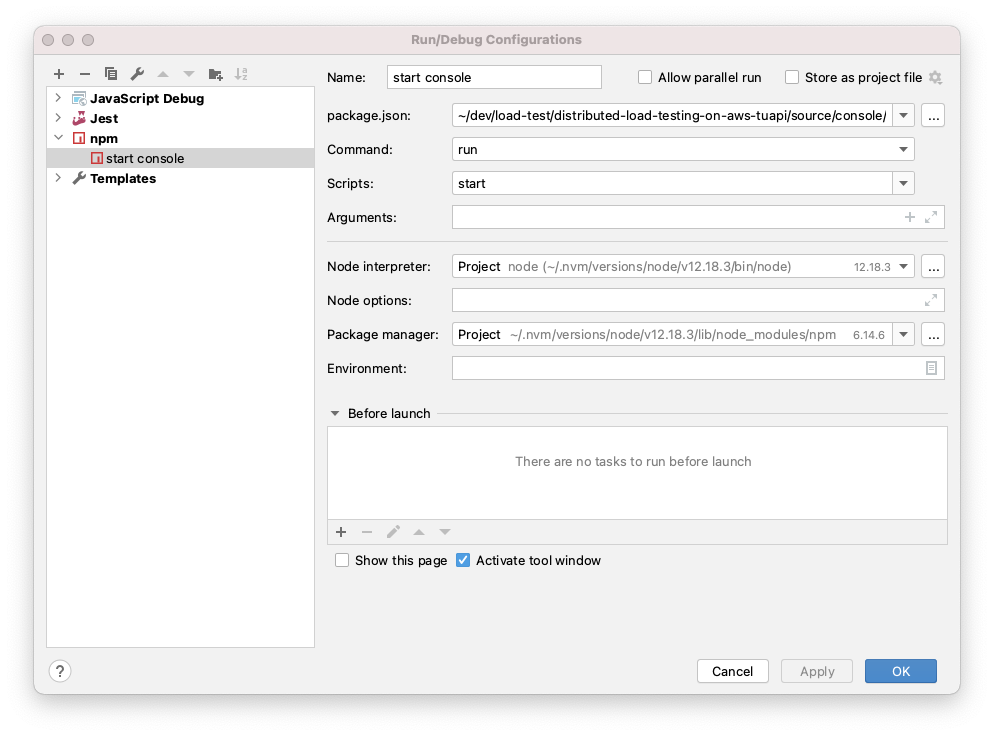 Run/Debug Configurations
JavaScript Debug
Jest
npm
start console
Templates
Name: start console Allow parallel run Store as project file
package.json: ~/dev/load-test/distributed-load-testing-on-aws-tuapi/source/console/ ...
Command: run
Scripts: start
Arguments:
Node interpreter: Project node (~/.nvm/versions/node/v12.18.3/bin/node) 12.18.3 ...
Node options:
Package manager: Project ~/.nvm/versions/node/v12.18.3/lib/node_modules/npm 6.14.6 ...
Environment:
Before launch
There are no tasks to run before launch
Show this page Activate tool window
? Cancel Apply OK